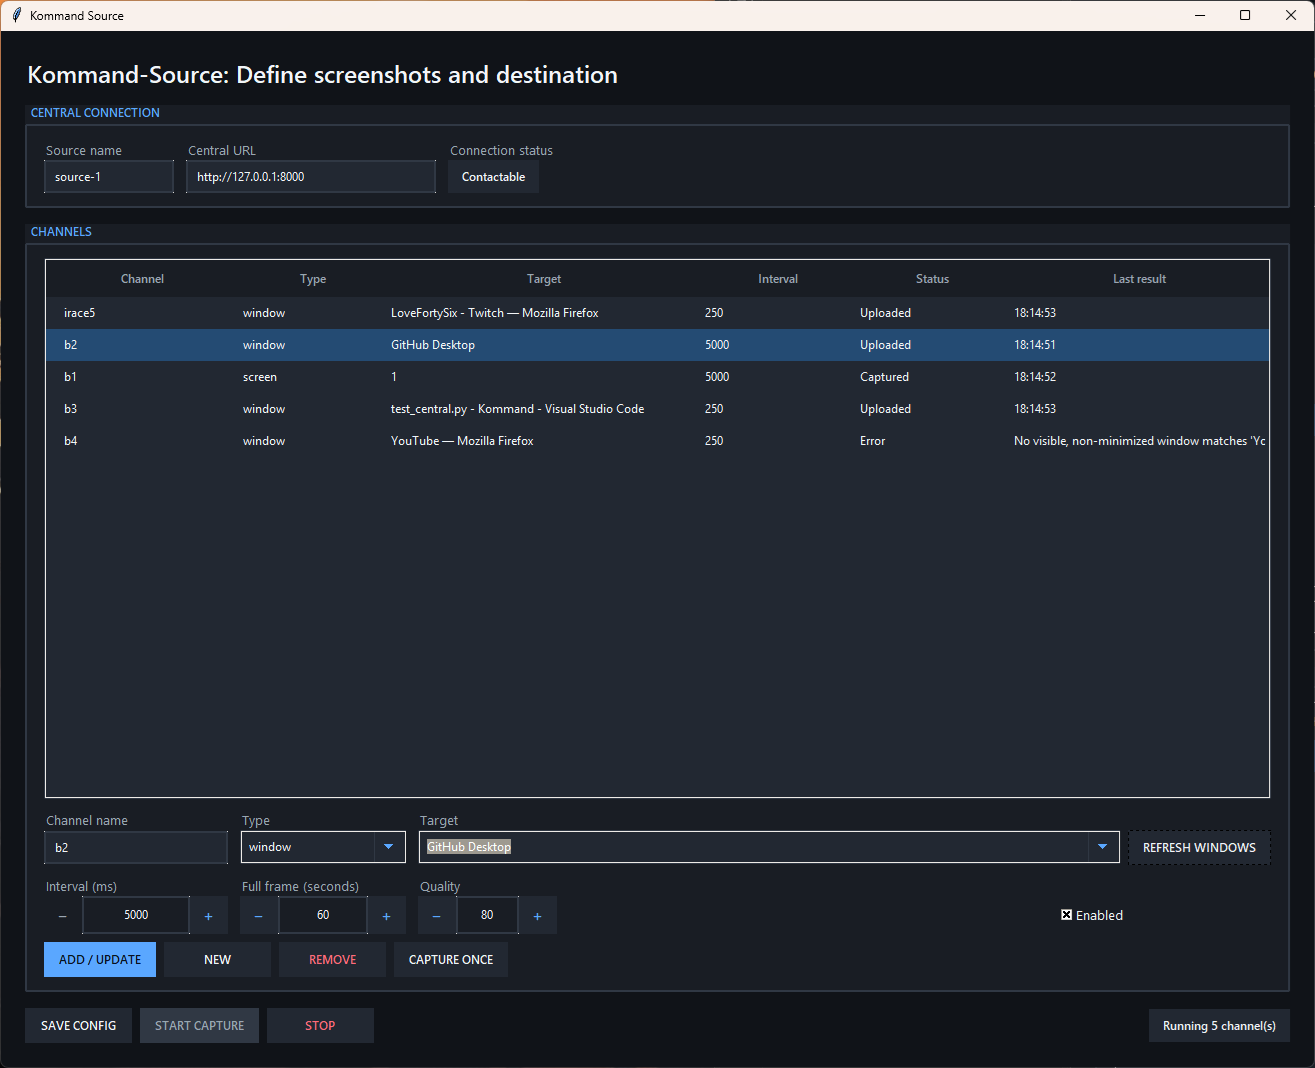 Kommand Source
Kommand-Source: Define screenshots and destination
CENTRAL CONNECTION
Source name Central URL Connection status
source-1 http://127.0.0.1:8000 Contactable
CHANNELS
Channel Type Target Interval Status Last result
irace5 window LoveFortySix - Twitch — Mozilla Firefox 250 Uploaded 18:14:53
b2 window GitHub Desktop 5000 Uploaded 18:14:51
b1 screen 1 5000 Captured 18:14:52
b3 window test_central.py - Kommand - Visual Studio Code 250 Uploaded 18:14:53
b4 window YouTube — Mozilla Firefox 250 Error No visible, non-minimized window matches 'Yc
Channel name Type Target
b2 window GitHub Desktop REFRESH WINDOWS
Interval (ms) Full frame (seconds) Quality
− 5000 + − 60 + − 80 + Enabled
ADD / UPDATE NEW REMOVE CAPTURE ONCE
SAVE CONFIG START CAPTURE STOP Running 5 channel(s)